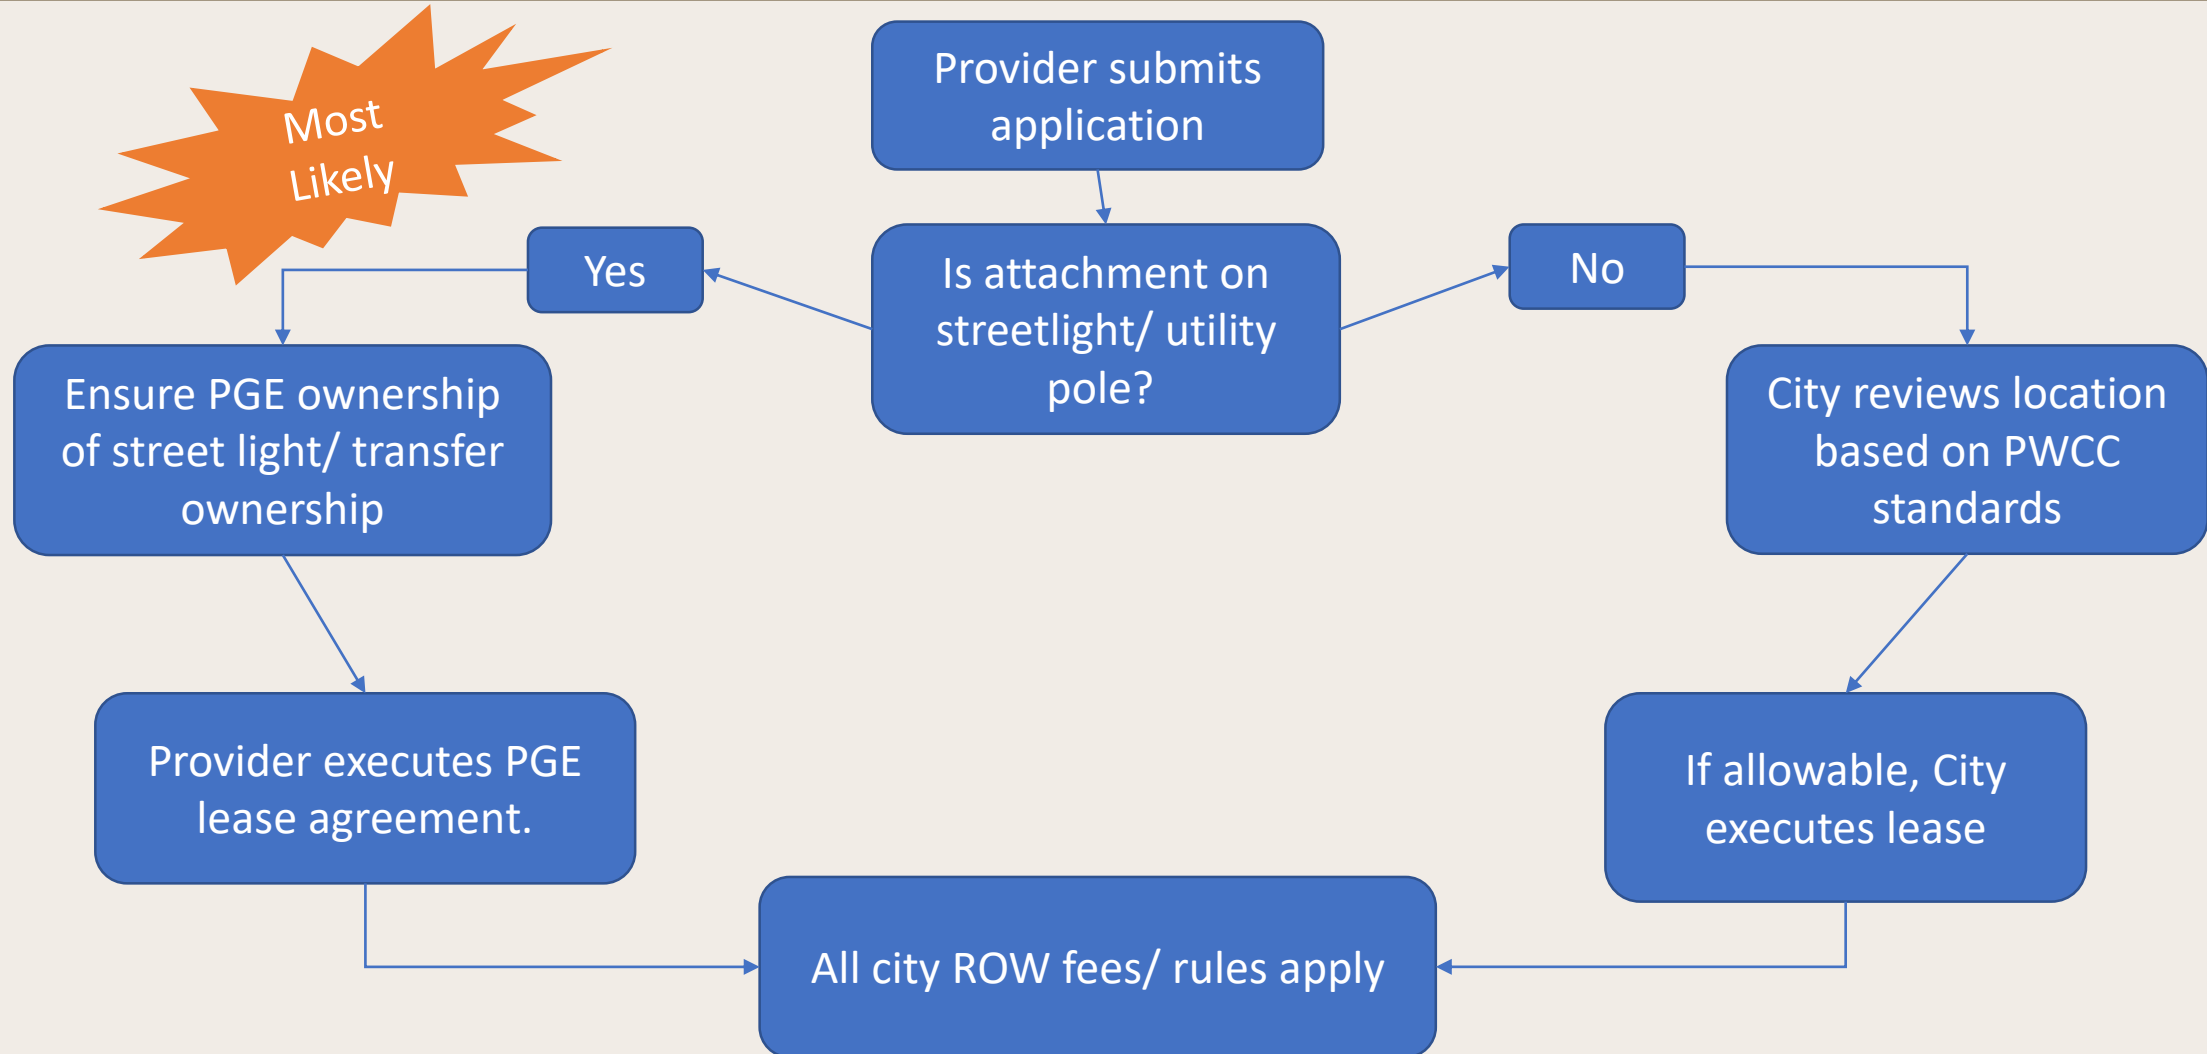 Most
Likely
Provider submits
application
Yes
Is attachment on
streetlight/ utility
pole?
No
Ensure PGE ownership
of street light/ transfer
ownership
City reviews location
based on PWCC
standards
Provider executes PGE
lease agreement.
If allowable, City
executes lease
All city ROW fees/ rules apply